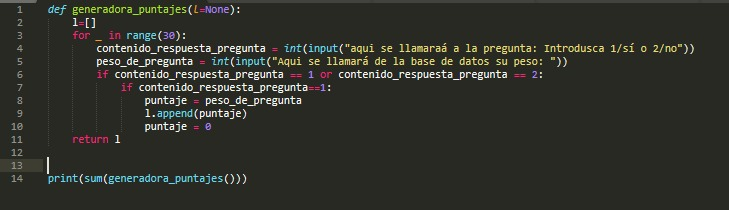 1 def generadora_puntajes(l=None):
2 l=[]
3 for _ in range(30):
4 contenido_respuesta_pregunta = int(input("aqui se llamaraá a la pregunta: Introdusca 1/sí o 2/no"))
5 peso_de_pregunta = int(input("Aqui se llamará de la base de datos su peso: "))
6 if contenido_respuesta_pregunta == 1 or contenido_respuesta_pregunta == 2:
7 if contenido_respuesta_pregunta==1:
8 puntaje = peso_de_pregunta
9 l.append(puntaje)
10 puntaje = 0
11 return l
12
13
14 print(sum(generadora_puntajes()))